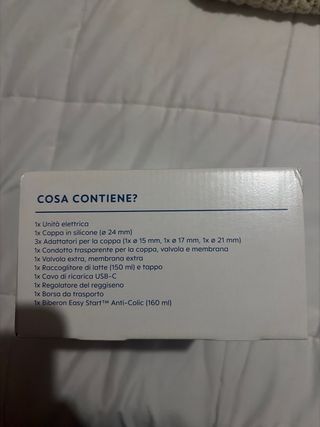 COSA CONTIENE?
1x Unità elettrica
1x Coppa in silicone (ø 24 mm)
3x Adattatori per la coppa (1x ø 15 mm, 1x ø 17 mm, 1x ø 21 mm)
1x Condotto trasparente per la coppa, valvola e membrana
1x Valvola extra, membrana extra
1x Raccoglitore di latte (150 ml) e tappo
1x Cavo di ricarica USB-C
1x Regolatore del reggiseno
1x Borsa da trasporto
1x Biberon Easy Start™ Anti-Colic (160 ml)